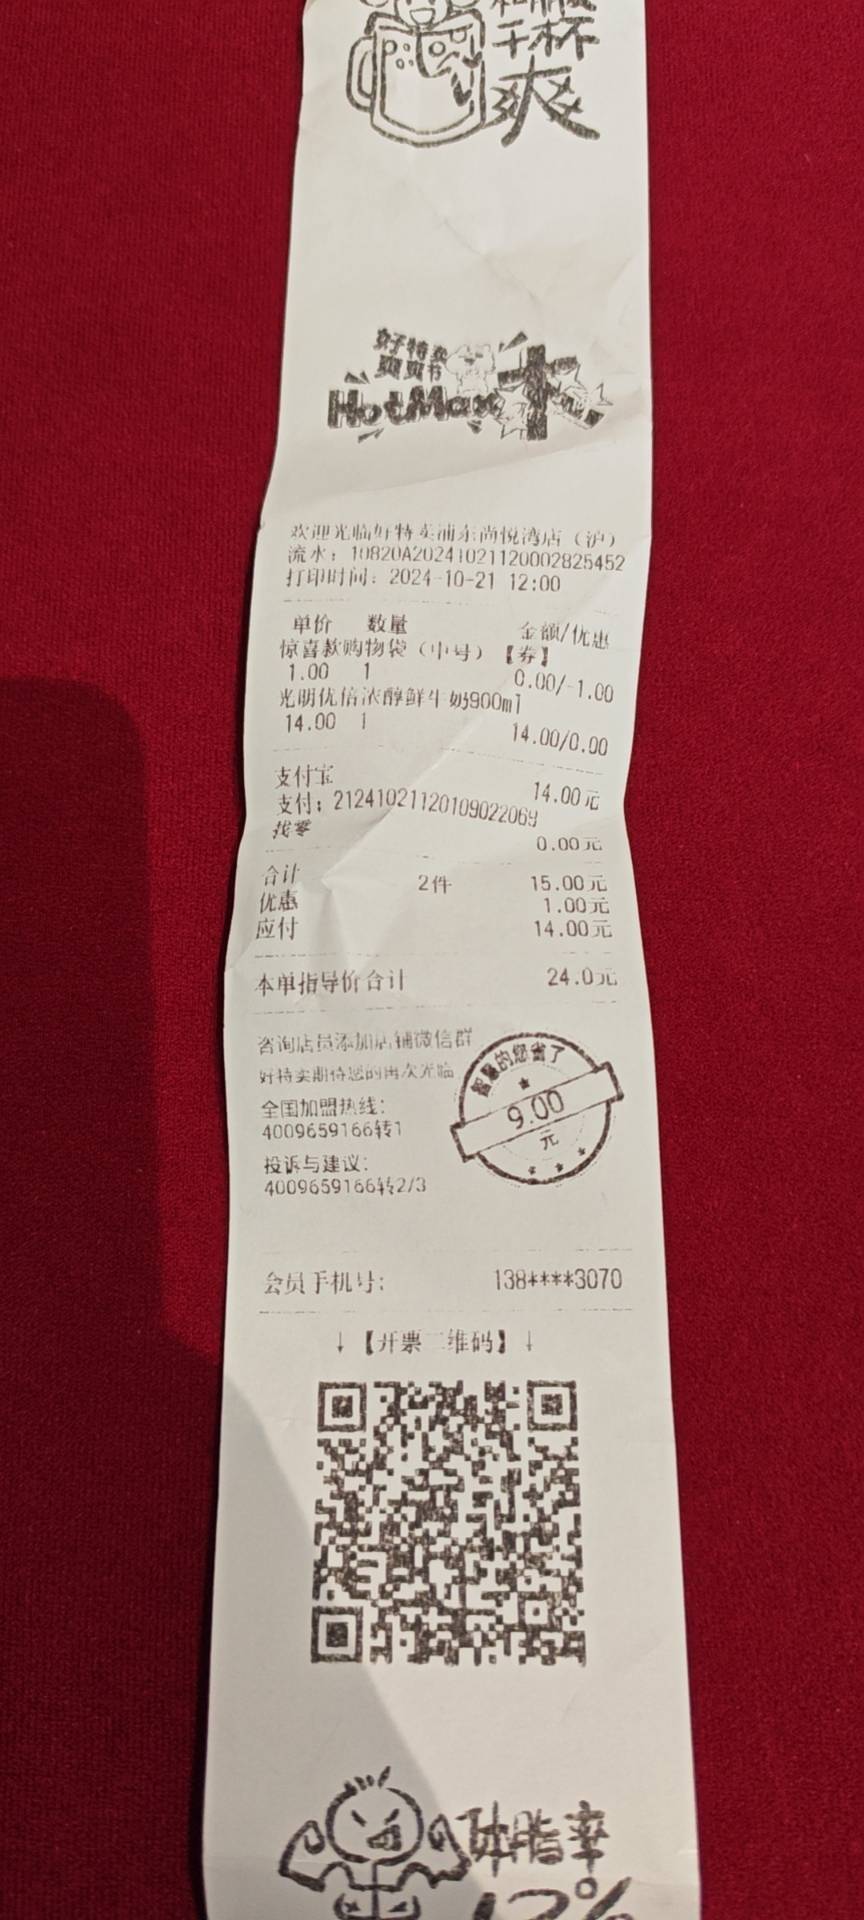 干杯
爽
好特卖
爽爽节
HotMaxx
欢迎光临好特卖浦东尚悦湾店（沪）
流水：10820A20241021120002825452
打印时间：2024-10-21 12:00
单价 数量 金额/优惠
惊喜款购物袋（中号）【券】
1.00 1 0.00/-1.00
光明优倍浓醇鲜牛奶900ml
14.00 1 14.00/0.00
支付宝 14.00元
支付：21241021120109022069
找零 0.00元
合计 2件 15.00元
优惠 1.00元
应付 14.00元
本单指导价合计 24.0元
咨询店员添加店铺微信群
好特卖期待您的再次光临
全国加盟热线：
4009659166转1
投诉与建议：
4009659166转2/3
智慧的您省了
9.00
元
会员手机号： 138****3070
↓【开票二维码】↓
体脂率